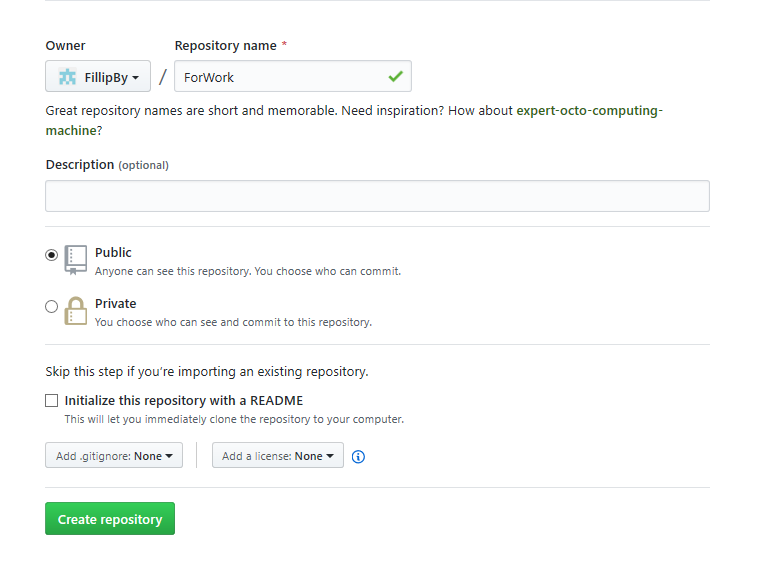 Owner Repository name *
FillipBy / ForWork
Great repository names are short and memorable. Need inspiration? How about expert-octo-computing-
machine?
Description (optional)
Public
Anyone can see this repository. You choose who can commit.
Private
You choose who can see and commit to this repository.
Skip this step if you're importing an existing repository.
Initialize this repository with a README
This will let you immediately clone the repository to your computer.
Add .gitignore: None Add a license: None
Create repository